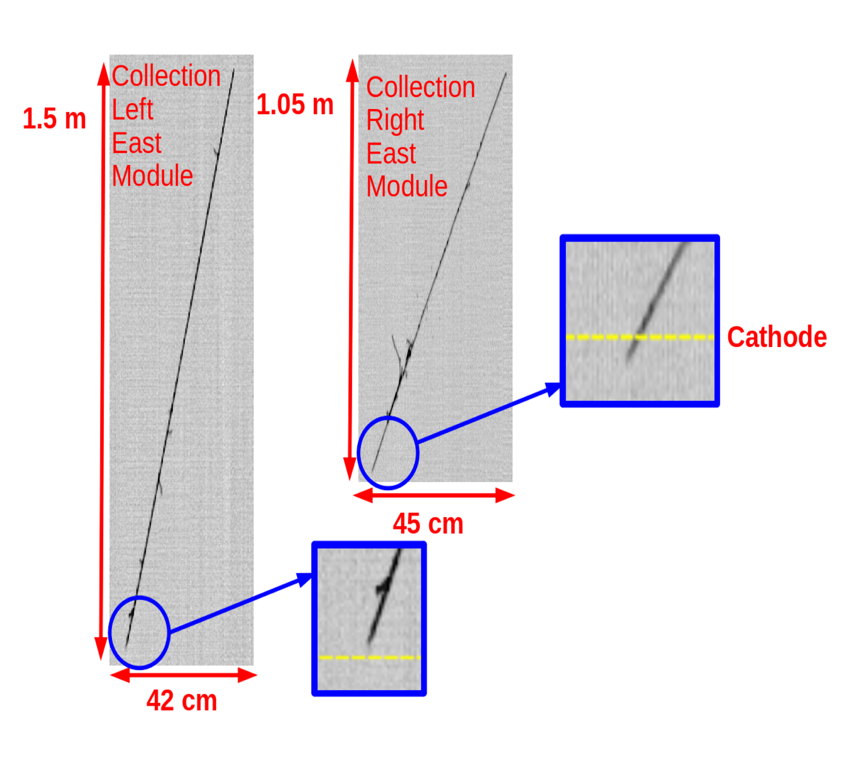 1.5 m
Collection
Left
East
Module
42 cm
1.05 m
Collection
Right
East
Module
45 cm
Cathode